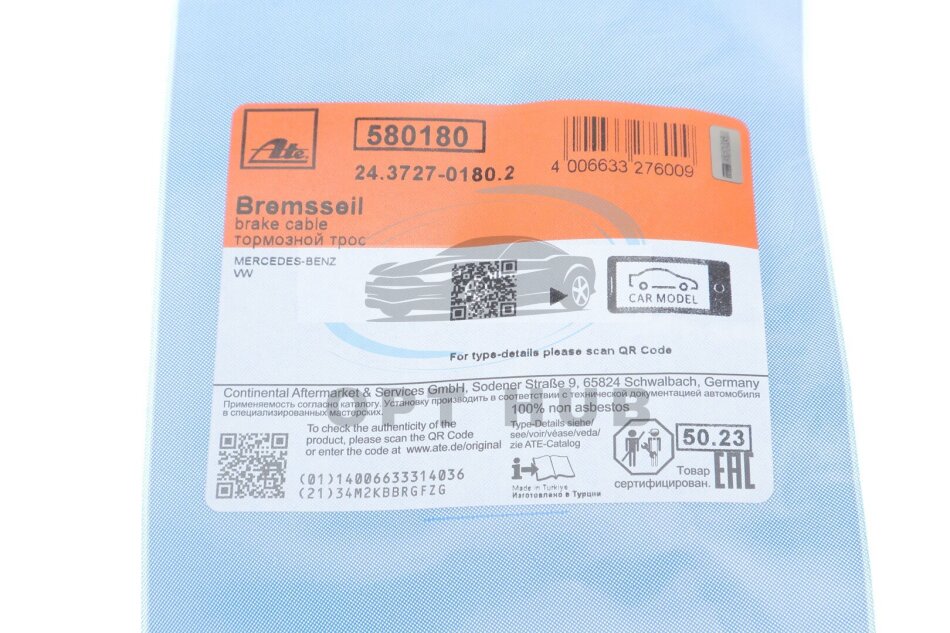 Ate
580180
24.3727-0180.2
4 006633 276009
Bremsseil
brake cable
тормозной трос
MERCEDES-BENZ
VW
CAR MODEL
For type-details please scan QR Code
Continental Aftermarket & Services GmbH, Sodener Straße 9, 65824 Schwalbach, Germany
Применяемость согласно каталогу. Установку производить в соответствии с технической документацией автомобиля
в специализированных мастерских.
OPT HUB
100% non asbestos
To check the authenticity of the
product, please scan the QR Code
or enter the code at www.ate.de/original
Type-Details siehe/
see/voir/véase/veda/
zie ATE-Catalog
(01)14006633314036
(21)34M2KBBRGFZG
Made in Turkiye
Изготовлено в Турции
50.23
Товар
сертифицирован.
EAC